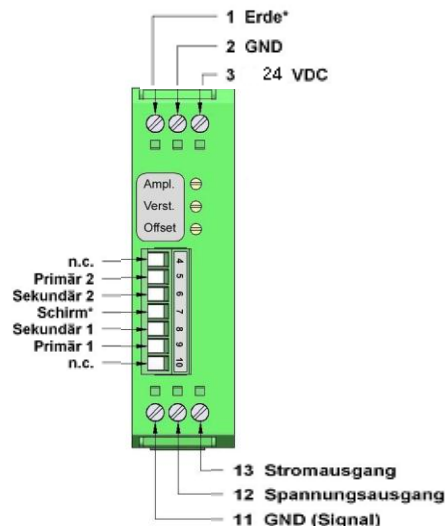 1 Erde*
2 GND
3 24 VDC
Ampl.
Verst.
Offset
n.c. 4
Primär 2 5
Sekundär 2 6
Schirm* 7
Sekundär 1 8
Primär 1 9
n.c. 10
13 Stromausgang
12 Spannungsausgang
11 GND (Signal)